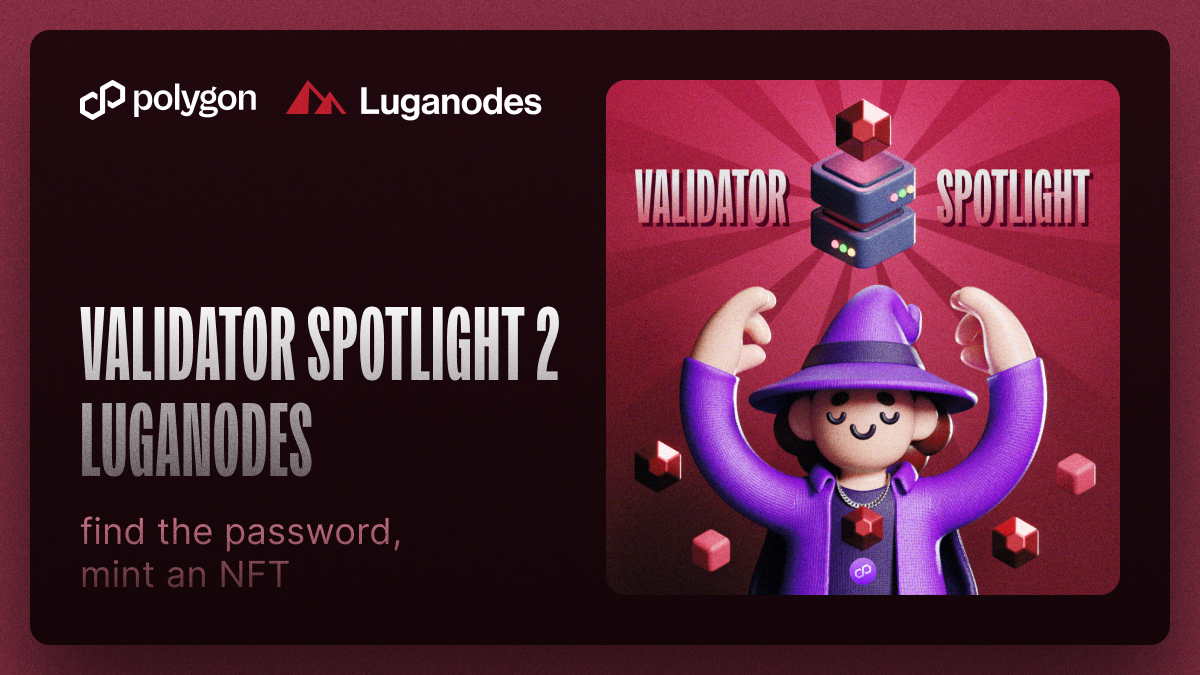 polygon Luganodes
VALIDATOR SPOTLIGHT
VALIDATOR SPOTLIGHT 2
LUGANODES
find the password,
mint an NFT